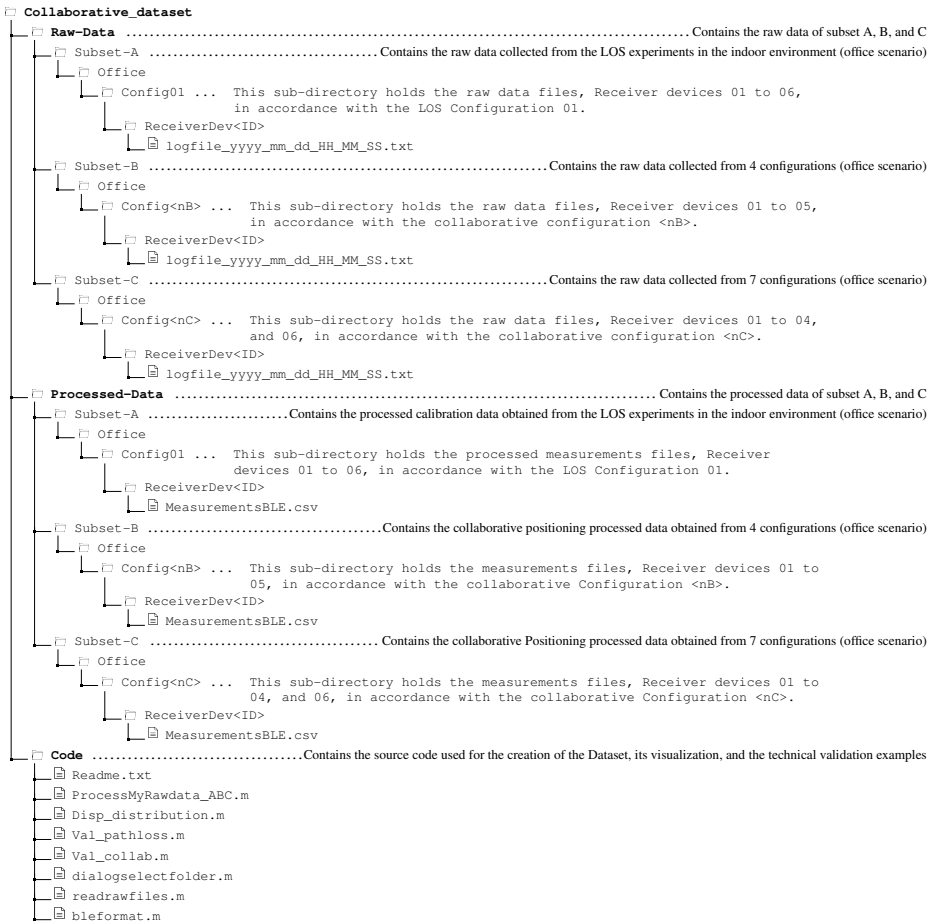 Collaborative_dataset
Raw-Data ........ Contains the raw data of subset A, B, and C
Subset-A ........ Contains the raw data collected from the LOS experiments in the indoor environment (office scenario)
Office
Config01 ... This sub-directory holds the raw data files, Receiver devices 01 to 06,
in accordance with the LOS Configuration 01.
ReceiverDev<ID>
logfile_yyyy_mm_dd_HH_MM_SS.txt
Subset-B ........ Contains the raw data collected from 4 configurations (office scenario)
Office
Config<nB> ... This sub-directory holds the raw data files, Receiver devices 01 to 05,
in accordance with the collaborative configuration <nB>.
ReceiverDev<ID>
logfile_yyyy_mm_dd_HH_MM_SS.txt
Subset-C ........ Contains the raw data collected from 7 configurations (office scenario)
Office
Config<nC> ... This sub-directory holds the raw data files, Receiver devices 01 to 04,
and 06, in accordance with the collaborative configuration <nC>.
ReceiverDev<ID>
logfile_yyyy_mm_dd_HH_MM_SS.txt
Processed-Data ........ Contains the processed data of subset A, B, and C
Subset-A ........ Contains the processed calibration data obtained from the LOS experiments in the indoor environment (office scenario)
Office
Config01 ... This sub-directory holds the processed measurements files, Receiver
devices 01 to 06, in accordance with the LOS Configuration 01.
ReceiverDev<ID>
MeasurementsBLE.csv
Subset-B ........ Contains the collaborative positioning processed data obtained from 4 configurations (office scenario)
Office
Config<nB> ... This sub-directory holds the measurements files, Receiver devices 01 to
05, in accordance with the collaborative Configuration <nB>.
ReceiverDev<ID>
MeasurementsBLE.csv
Subset-C ........ Contains the collaborative Positioning processed data obtained from 7 configurations (office scenario)
Office
Config<nC> ... This sub-directory holds the measurements files, Receiver devices 01 to
04, and 06, in accordance with the collaborative Configuration <nC>.
ReceiverDev<ID>
MeasurementsBLE.csv
Code ........ Contains the source code used for the creation of the Dataset, its visualization, and the technical validation examples
Readme.txt
ProcessMyRawdata_ABC.m
Disp_distribution.m
Val_pathloss.m
Val_collab.m
dialogselectfolder.m
readrawfiles.m
bleformat.m